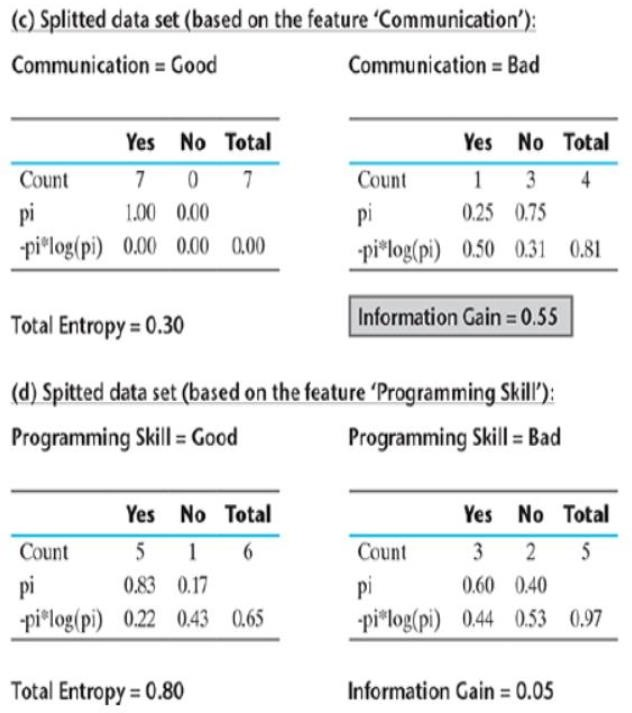 (c) Splitted data set (based on the feature ‘Communication’):
Communication = Good
Yes No Total
Count 7 0 7
pi 1.00 0.00
-pi*log(pi) 0.00 0.00 0.00
Total Entropy = 0.30
Communication = Bad
Yes No Total
Count 1 3 4
pi 0.25 0.75
-pi*log(pi) 0.50 0.31 0.81
Information Gain = 0.55
(d) Spitted data set (based on the feature ‘Programming Skill’):
Programming Skill = Good
Yes No Total
Count 5 1 6
pi 0.83 0.17
-pi*log(pi) 0.22 0.43 0.65
Total Entropy = 0.80
Programming Skill = Bad
Yes No Total
Count 3 2 5
pi 0.60 0.40
-pi*log(pi) 0.44 0.53 0.97
Information Gain = 0.05